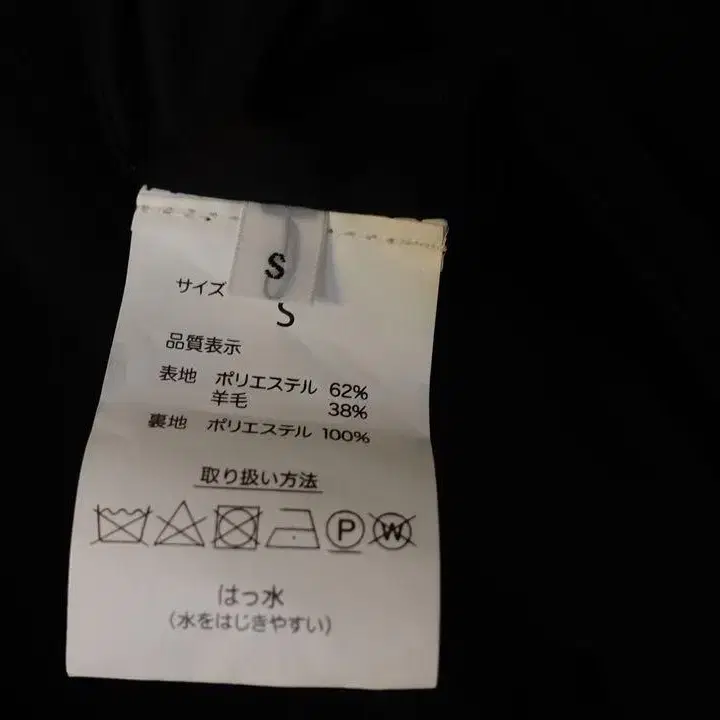 S
サイズ S
品質表示
表地 ポリエステル 62%
羊毛 38%
裏地 ポリエステル 100%
取り扱い方法
P W
はっ水
(水をはじきやすい)